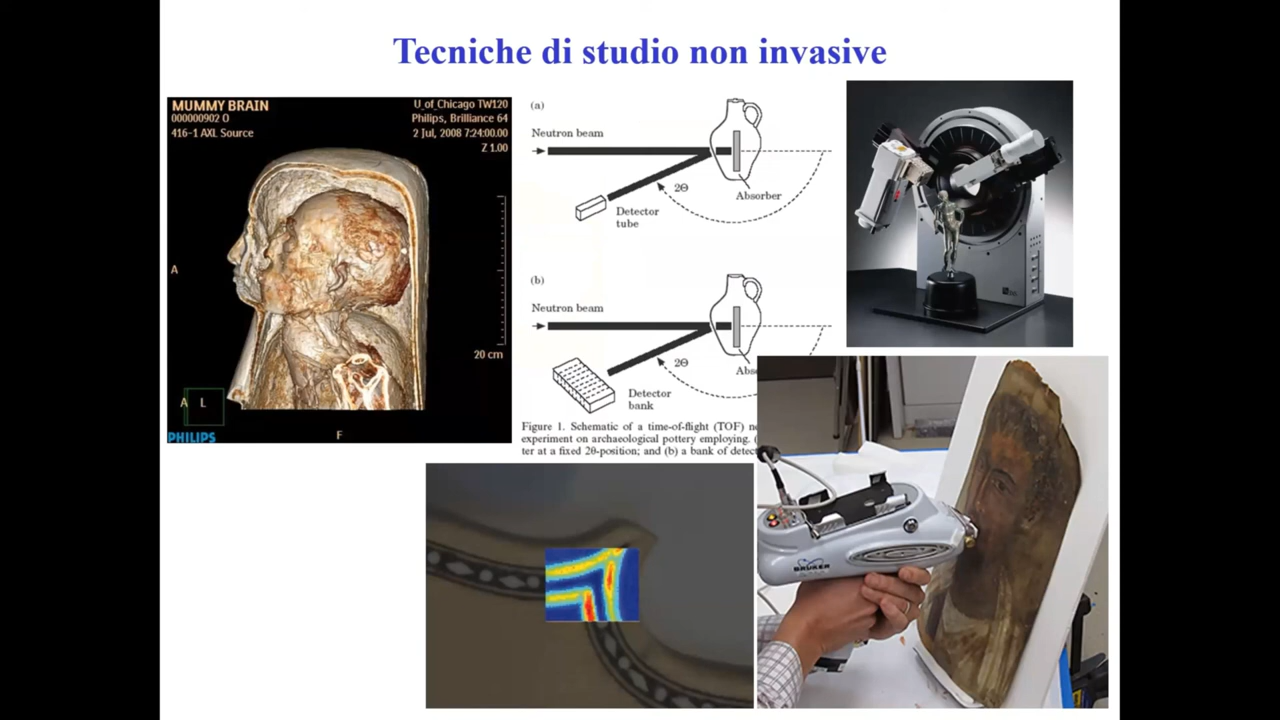 Tecniche di studio non invasive
MUMMY BRAIN
000000902 O
416-1 AXL Source
U_of_Chicago TW120
Philips, Brilliance 64
2 Jul, 2008 7:24:00.00
Z 1.00
A
20 cm
A L
PHILIPS
F
(a)
Neutron beam
2Θ
Absorber
Detector
tube
(b)
Neutron beam
2Θ
Abs
Detector
bank
Figure 1. Schematic of a time-of-flight (TOF) ne
experiment on archaeological pottery employing. (
ter at a fixed 2θ-position; and (b) a bank of detec
BRUKER